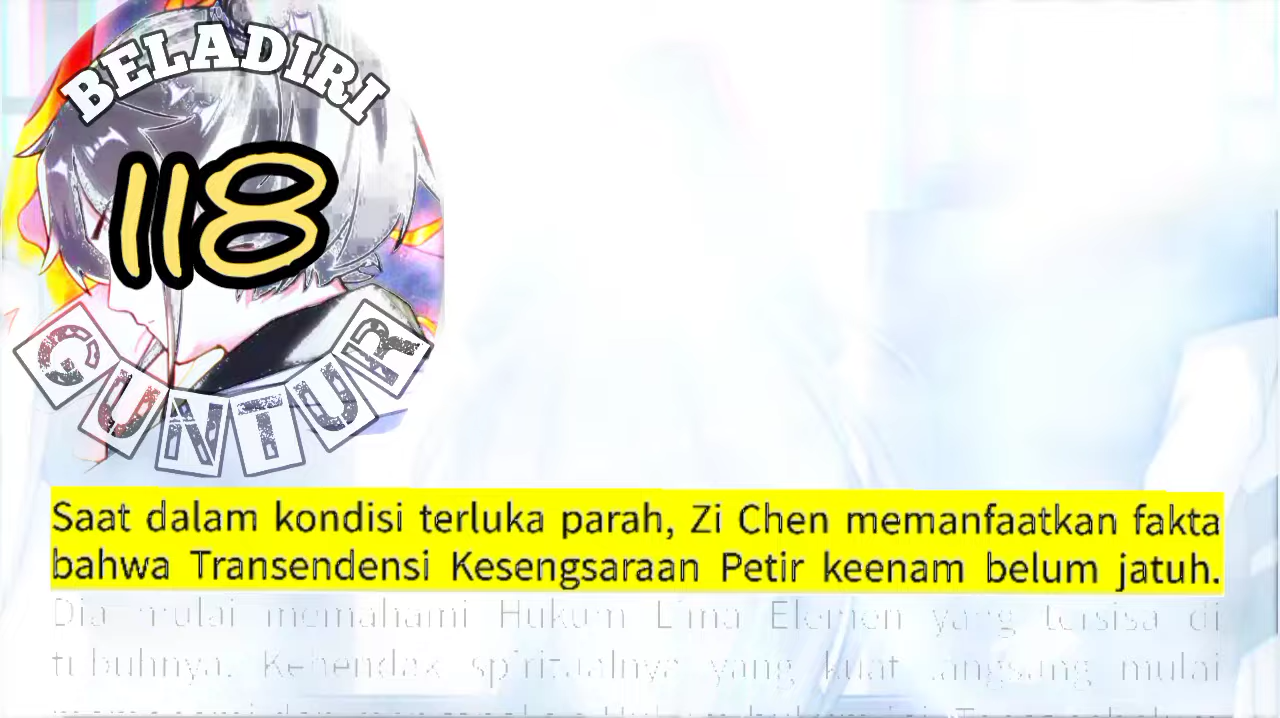 BELADIRI
118
GUNTUR
Saat dalam kondisi terluka parah, Zi Chen memanfaatkan fakta
bahwa Transendensi Kesengsaraan Petir keenam belum jatuh.
Dia mulai memahami Hukum Lima Elemen yang tersisa di
tubuhnya. Kehendak spiritualnya yang kuat langsung mulai